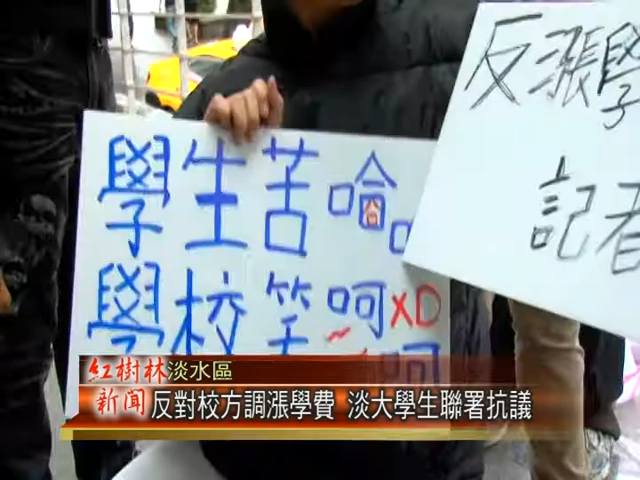 學生苦哈哈
學校笑呵XD
呵
反漲學
記者
紅樹林 淡水區
新聞 反對校方調漲學費 淡大學生聯署抗議